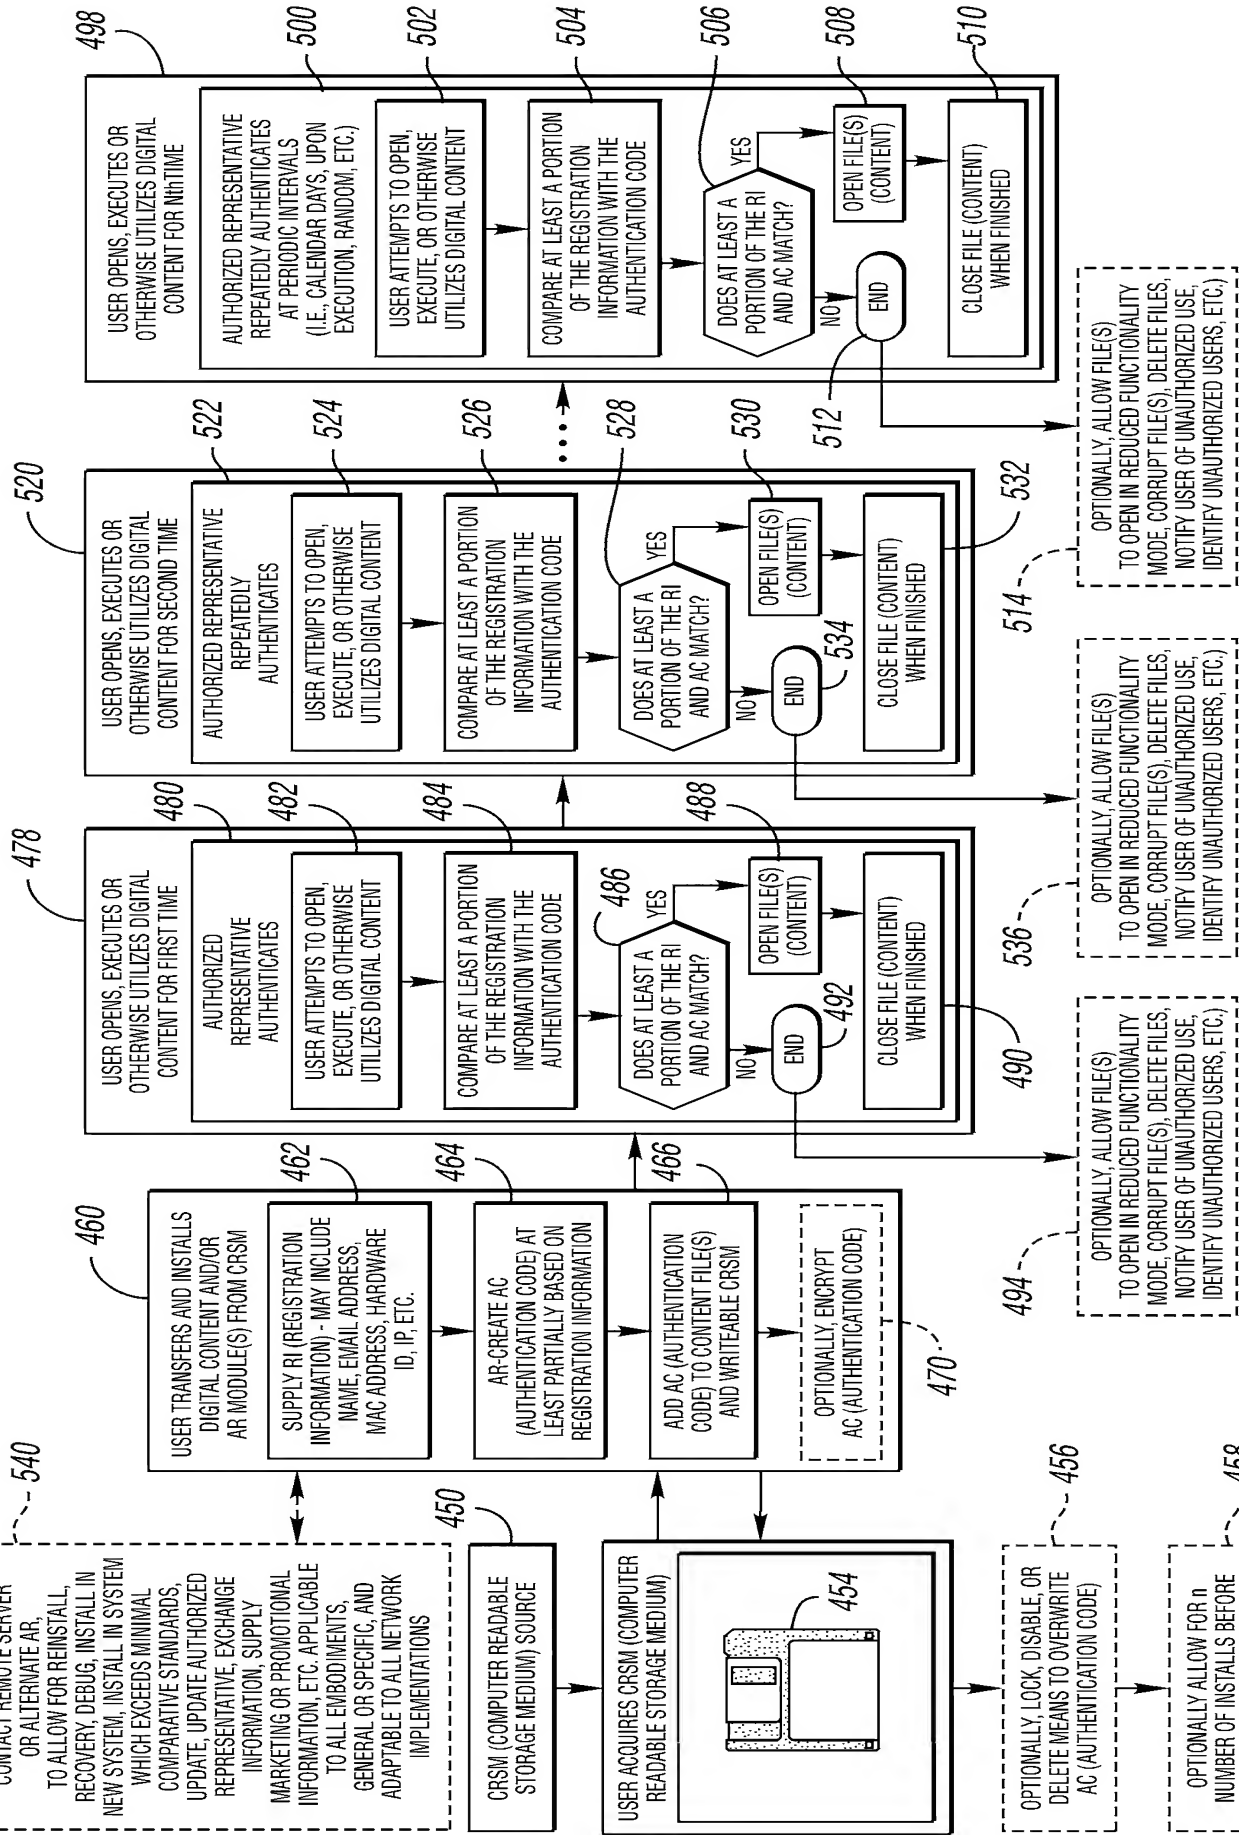 CONTACT REMOTE SERVER
OR ALTERNATE AR,
TO ALLOW FOR REINSTALL,
RECOVERY, DEBUG, INSTALL IN
NEW SYSTEM, INSTALL IN SYSTEM
WHICH EXCEEDS MINIMAL
COMPARATIVE STANDARDS,
UPDATE, UPDATE AUTHORIZED
REPRESENTATIVE, EXCHANGE
INFORMATION, SUPPLY
MARKETING OR PROMOTIONAL
INFORMATION, ETC. APPLICABLE
TO ALL EMBODIMENTS,
GENERAL OR SPECIFIC, AND
ADAPTABLE TO ALL NETWORK
IMPLEMENTATIONS
540
CRSM (COMPUTER READABLE
STORAGE MEDIUM) SOURCE
450
USER ACQUIRES CRSM (COMPUTER
READABLE STORAGE MEDIUM)
454
OPTIONALLY, LOCK, DISABLE, OR
DELETE MEANS TO OVERWRITE
AC (AUTHENTICATION CODE)
456
OPTIONALLY ALLOW FOR n
NUMBER OF INSTALLS BEFORE
458
460
USER TRANSFERS AND INSTALLS
DIGITAL CONTENT AND/OR
AR MODULE(S) FROM CRSM
SUPPLY RI (REGISTRATION
INFORMATION) - MAY INCLUDE
NAME, EMAIL ADDRESS,
MAC ADDRESS, HARDWARE
ID, IP, ETC.
462
AR-CREATE AC
(AUTHENTICATION CODE) AT
LEAST PARTIALLY BASED ON
REGISTRATION INFORMATION
464
ADD AC (AUTHENTICATION
CODE) TO CONTENT FILE(S)
AND WRITEABLE CRSM
466
OPTIONALLY, ENCRYPT
AC (AUTHENTICATION CODE)
470
478
USER OPENS, EXECUTES OR
OTHERWISE UTILIZES DIGITAL
CONTENT FOR FIRST TIME
480
AUTHORIZED
REPRESENTATIVE
AUTHENTICATES
482
USER ATTEMPTS TO OPEN,
EXECUTE, OR OTHERWISE
UTILIZES DIGITAL CONTENT
484
COMPARE AT LEAST A PORTION
OF THE REGISTRATION
INFORMATION WITH THE
AUTHENTICATION CODE
486
DOES AT LEAST A
PORTION OF THE RI
AND AC MATCH?
YES
NO
488
OPEN FILE(S)
(CONTENT)
END
492
CLOSE FILE (CONTENT)
WHEN FINISHED
490
494
OPTIONALLY, ALLOW FILE(S)
TO OPEN IN REDUCED FUNCTIONALITY
MODE, CORRUPT FILE(S), DELETE FILES,
NOTIFY USER OF UNAUTHORIZED USE,
IDENTIFY UNAUTHORIZED USERS, ETC.)
520
USER OPENS, EXECUTES OR
OTHERWISE UTILIZES DIGITAL
CONTENT FOR SECOND TIME
522
AUTHORIZED REPRESENTATIVE
REPEATEDLY
AUTHENTICATES
524
USER ATTEMPTS TO OPEN,
EXECUTE, OR OTHERWISE
UTILIZES DIGITAL CONTENT
526
COMPARE AT LEAST A PORTION
OF THE REGISTRATION
INFORMATION WITH THE
AUTHENTICATION CODE
528
DOES AT LEAST A
PORTION OF THE RI
AND AC MATCH?
YES
NO
530
OPEN FILE(S)
(CONTENT)
END
534
CLOSE FILE (CONTENT)
WHEN FINISHED
532
536
OPTIONALLY, ALLOW FILE(S)
TO OPEN IN REDUCED FUNCTIONALITY
MODE, CORRUPT FILE(S), DELETE FILES,
NOTIFY USER OF UNAUTHORIZED USE,
IDENTIFY UNAUTHORIZED USERS, ETC.)
498
USER OPENS, EXECUTES OR
OTHERWISE UTILIZES DIGITAL
CONTENT FOR NthTIME
500
AUTHORIZED REPRESENTATIVE
REPEATEDLY AUTHENTICATES
AT PERIODIC INTERVALS
(I.E., CALENDAR DAYS, UPON
EXECUTION, RANDOM, ETC.)
502
USER ATTEMPTS TO OPEN,
EXECUTE, OR OTHERWISE
UTILIZES DIGITAL CONTENT
504
COMPARE AT LEAST A PORTION
OF THE REGISTRATION
INFORMATION WITH THE
AUTHENTICATION CODE
506
DOES AT LEAST A
PORTION OF THE RI
AND AC MATCH?
YES
NO
508
OPEN FILE(S)
(CONTENT)
END
512
CLOSE FILE (CONTENT)
WHEN FINISHED
510
514
OPTIONALLY, ALLOW FILE(S)
TO OPEN IN REDUCED FUNCTIONALITY
MODE, CORRUPT FILE(S), DELETE FILES,
NOTIFY USER OF UNAUTHORIZED USE,
IDENTIFY UNAUTHORIZED USERS, ETC.)